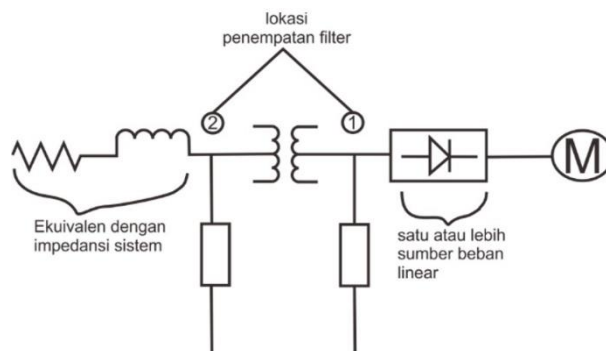 lokasi
penempatan filter
2
1
M
Ekuivalen dengan
impedansi sistem
satu atau lebih
sumber beban
linear